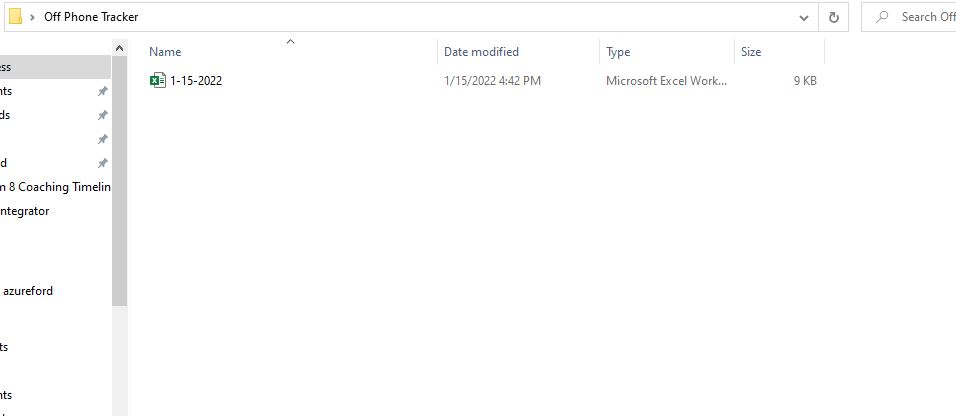 Off Phone Tracker
Search Off
Name Date modified Type Size
1-15-2022 1/15/2022 4:42 PM Microsoft Excel Work... 9 KB
ess
nts
ds
d
m 8 Coaching Timelin
ntegrator
azureford
ts
nts